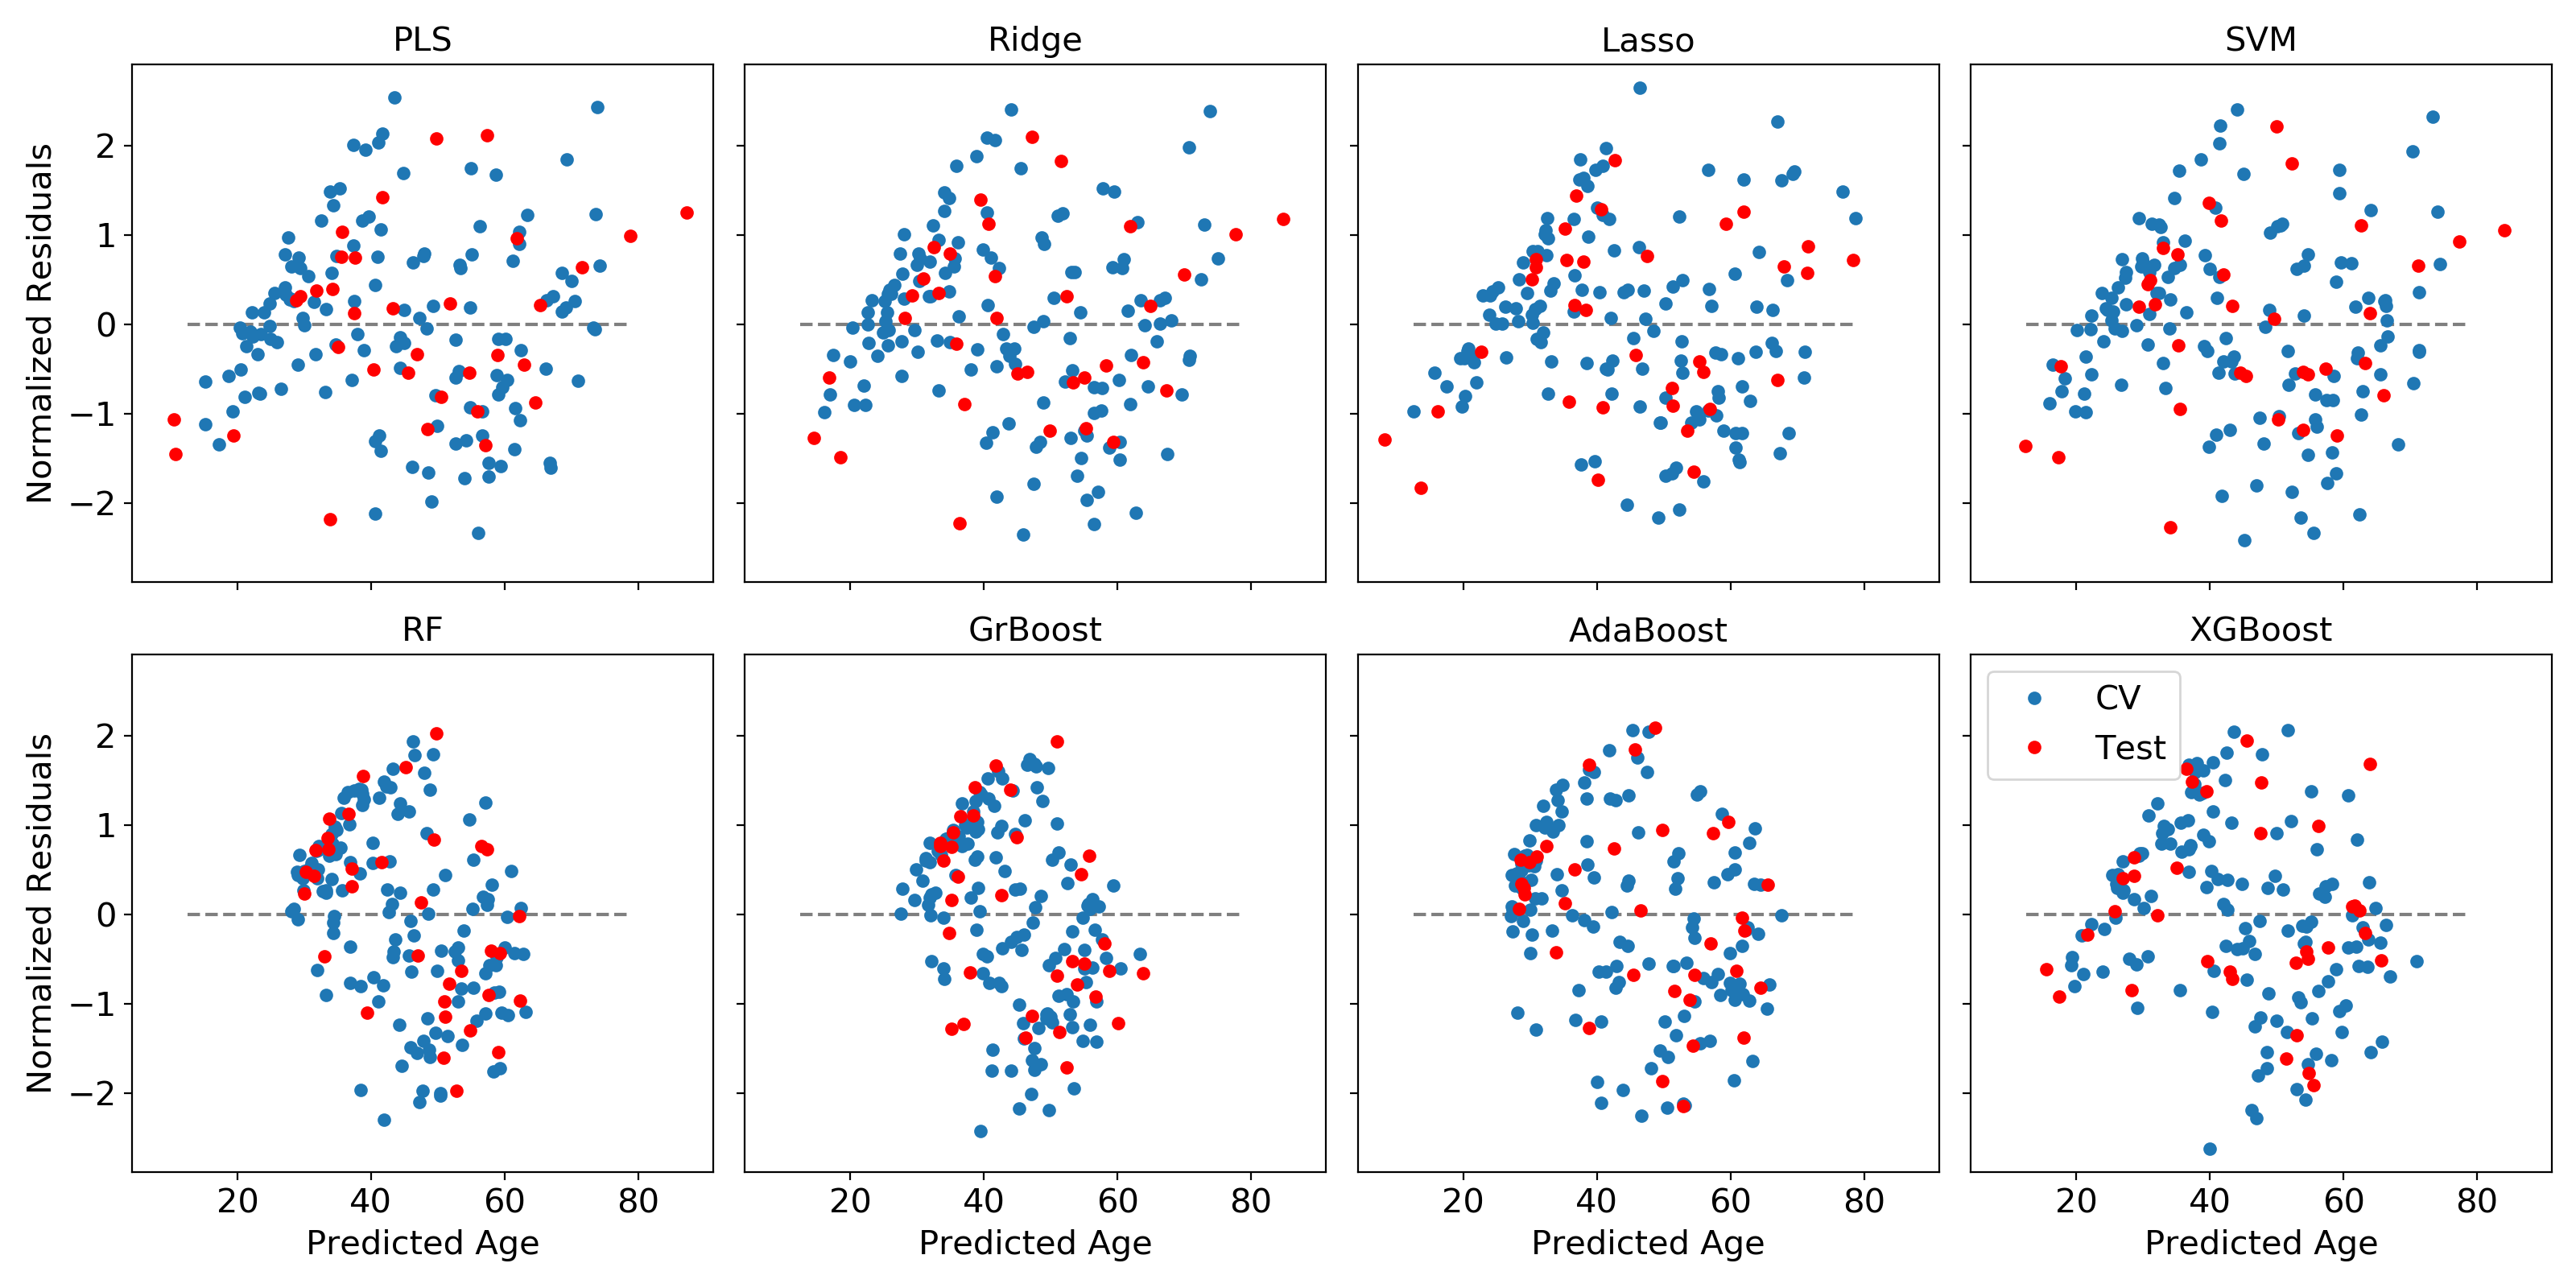 PLS Ridge Lasso SVM
Normalized Residuals
2
1
0
−1
−2
RF GrBoost AdaBoost XGBoost
Normalized Residuals
2
1
0
−1
−2
CV
Test
20 40 60 80 20 40 60 80 20 40 60 80 20 40 60 80
Predicted Age Predicted Age Predicted Age Predicted Age